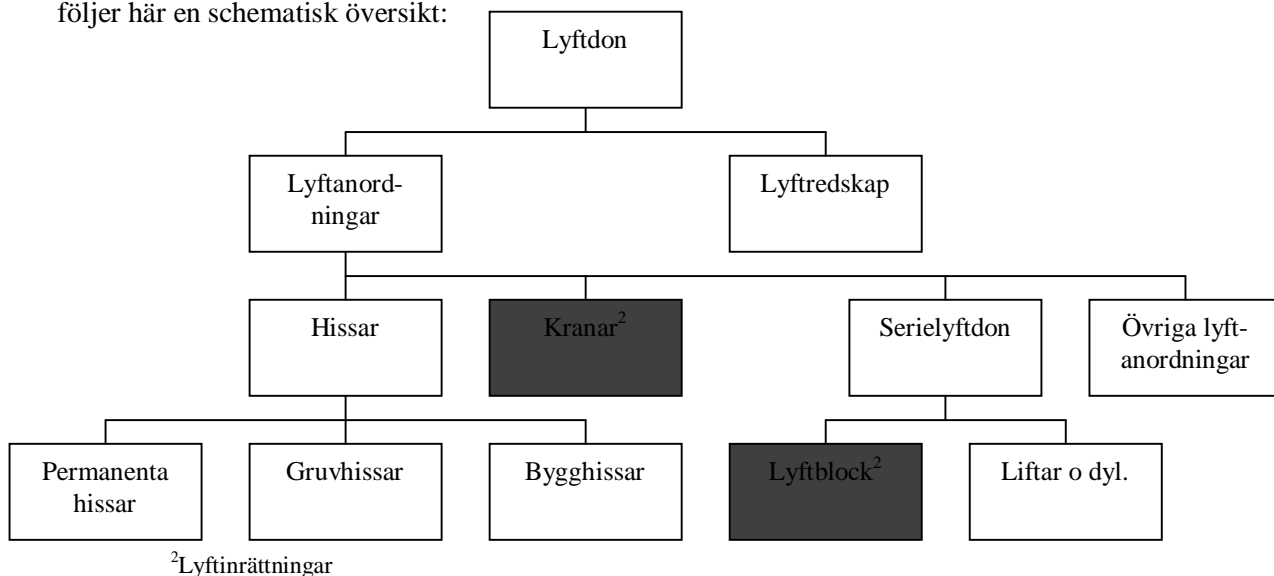 följer här en schematisk översikt:
Lyftdon
Lyftanord-
ningar
Lyftredskap
Hissar
Kranar²
Serielyftdon
Övriga lyft-
anordningar
Permanenta
hissar
Gruvhissar
Bygghissar
Lyftblock²
Liftar o dyl.
²Lyftinrättningar